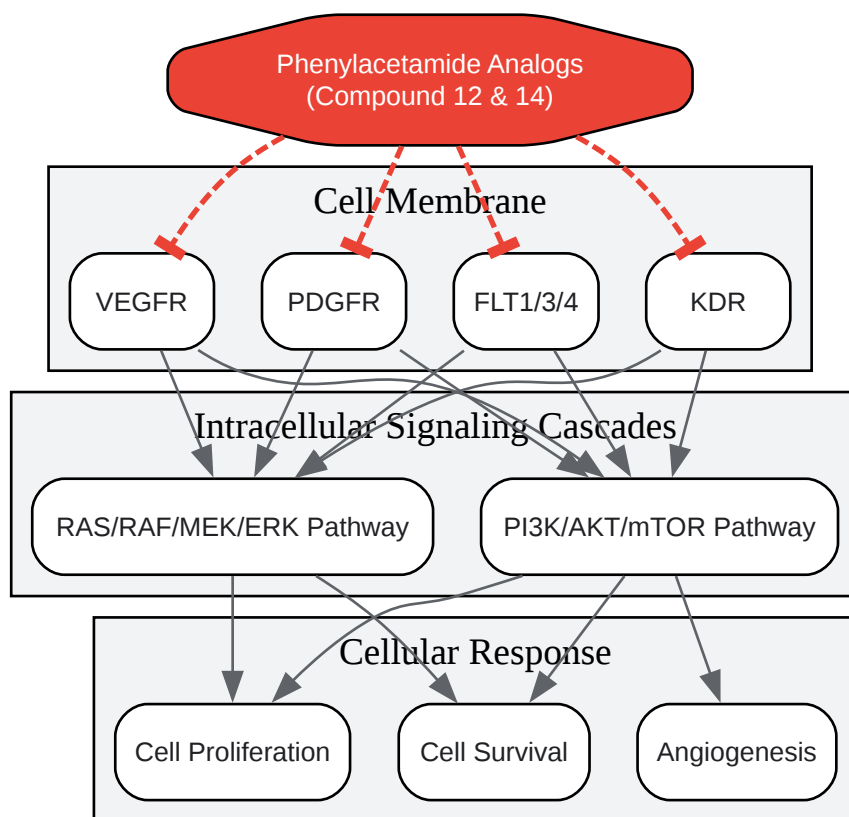 Phenylacetamide Analogs
(Compound 12 & 14)
Cell Membrane
VEGFR
PDGFR
FLT1/3/4
KDR
Intracellular Signaling Cascades
RAS/RAF/MEK/ERK Pathway
PI3K/AKT/mTOR Pathway
Cellular Response
Cell Proliferation
Cell Survival
Angiogenesis